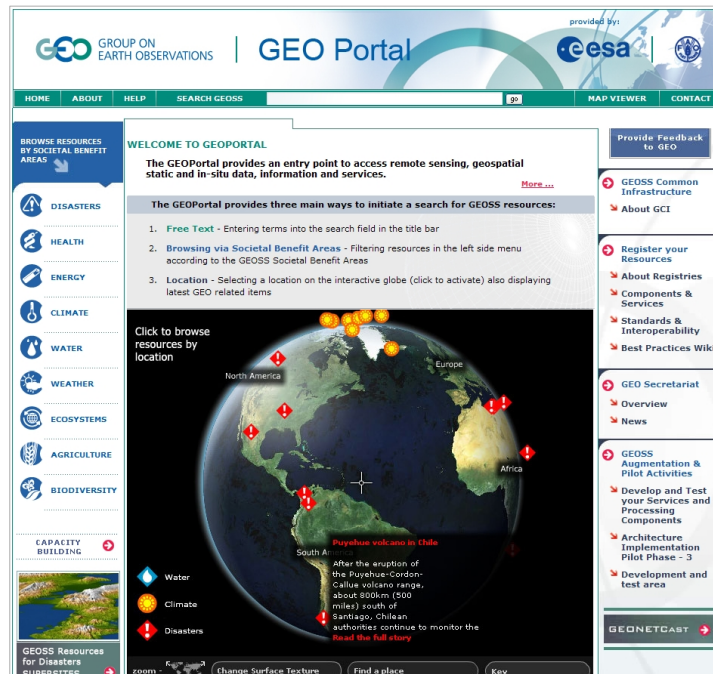 provided by:
GEO GROUP ON
EARTH OBSERVATIONS
GEO Portal
esa
HOME ABOUT HELP SEARCH GEOSS go MAP VIEWER CONTACT
BROWSE RESOURCES
BY SOCIETAL BENEFIT
AREAS
DISASTERS
HEALTH
ENERGY
CLIMATE
WATER
WEATHER
ECOSYSTEMS
AGRICULTURE
BIODIVERSITY
CAPACITY
BUILDING
GEOSS Resources
for Disasters
SUPERSITES
WELCOME TO GEOPORTAL
The GEOPortal provides an entry point to access remote sensing, geospatial
static and in-situ data, information and services.
More ...
The GEOPortal provides three main ways to initiate a search for GEOSS resources:
1. Free Text - Entering terms into the search field in the title bar
2. Browsing via Societal Benefit Areas - Filtering resources in the left side menu
according to the GEOSS Societal Benefit Areas
3. Location - Selecting a location on the interactive globe (click to activate) also displaying
latest GEO related items
Click to browse
resources by
location
North America
Europe
Africa
South Am
Puyehue volcano in Chile
After the eruption of
the Puyehue-Cordon-
Callue volcano range,
about 800km (500
miles) south of
Santiago, Chilean
authorities continue to monitor the
Read the full story
Water
Climate
Disasters
zoom -
Change Surface Texture
Find a place
Key
Provide Feedback
to GEO
GEOSS Common
Infrastructure
About GCI
Register your
Resources
About Registries
Components &
Services
Standards &
Interoperability
Best Practices Wiki
GEO Secretariat
Overview
News
GEOSS
Augmentation &
Pilot Activities
Develop and Test
your Services and
Processing
Components
Architecture
Implementation
Pilot Phase - 3
Development and
test area
GEONETCAST